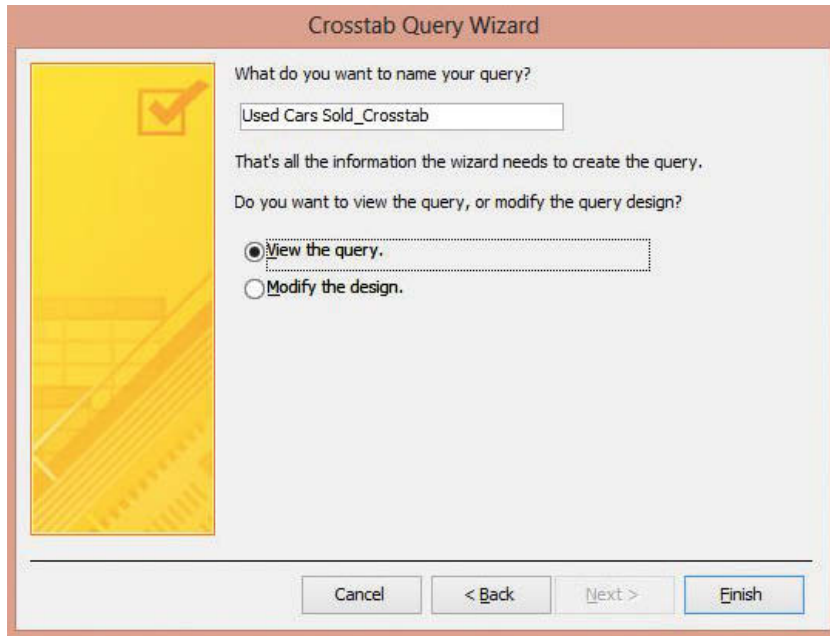 Crosstab Query Wizard
What do you want to name your query?
Used Cars Sold_Crosstab
That's all the information the wizard needs to create the query.
Do you want to view the query, or modify the query design?
View the query.
Modify the design.
Cancel
< Back
Next >
Finish